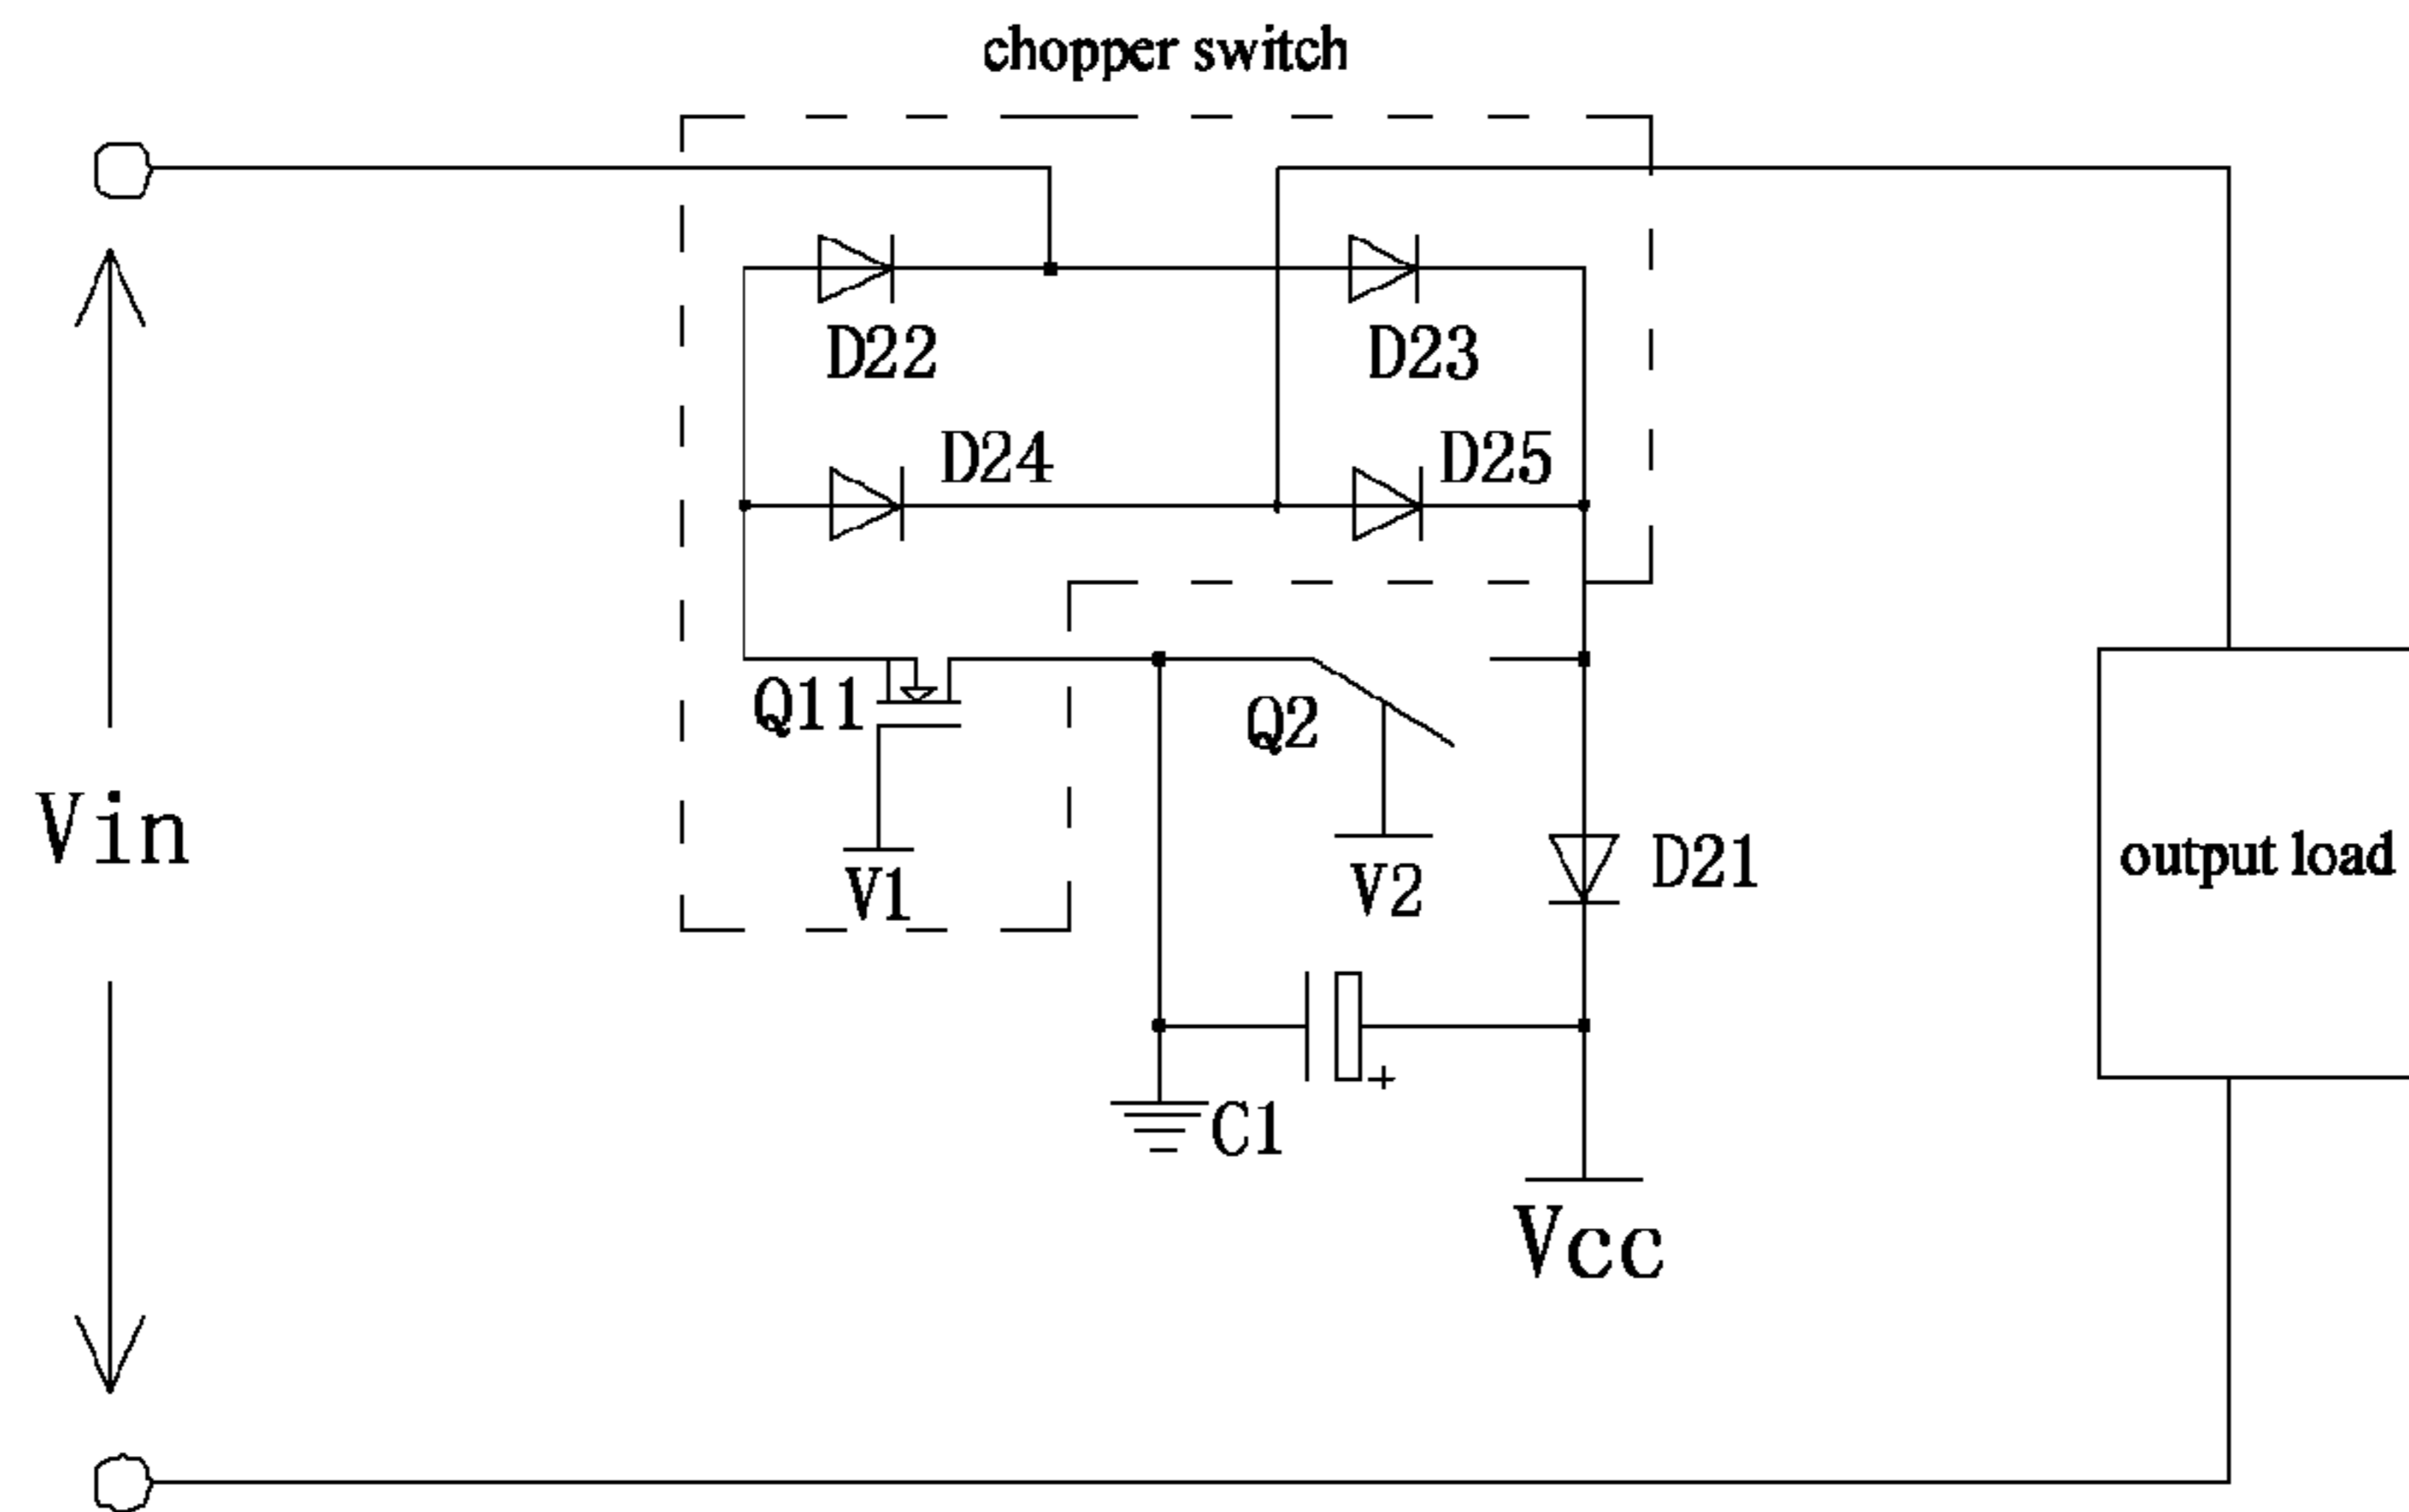 chopper switch
D22
D23
D24
D25
Q11
Q2
Vin
V1
V2
D21
output load
+
C1
Vcc